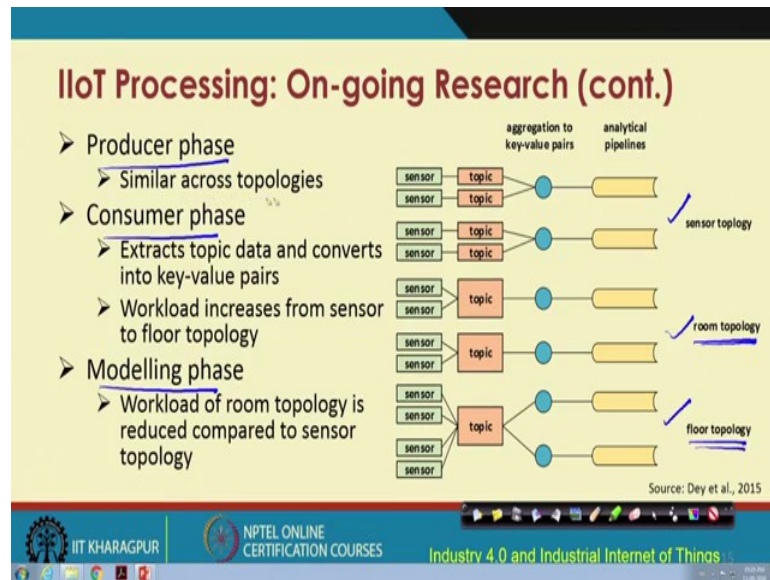 IIoT Processing: On-going Research (cont.)
➢ Producer phase
➢ Similar across topologies
➢ Consumer phase
➢ Extracts topic data and converts
into key-value pairs
➢ Workload increases from sensor
to floor topology
➢ Modelling phase
➢ Workload of room topology is
reduced compared to sensor
topology
aggregation to
key-value pairs
analytical
pipelines
sensor topic
sensor topic
sensor toplogy
sensor topic
sensor topic
sensor
sensor
topic
room topology
sensor
sensor
topic
sensor
sensor
topic
sensor
sensor
floor topology
Source: Dey et al., 2015
IIT KHARAGPUR
NPTEL ONLINE
CERTIFICATION COURSES
Industry 4.0 and Industrial Internet of Things